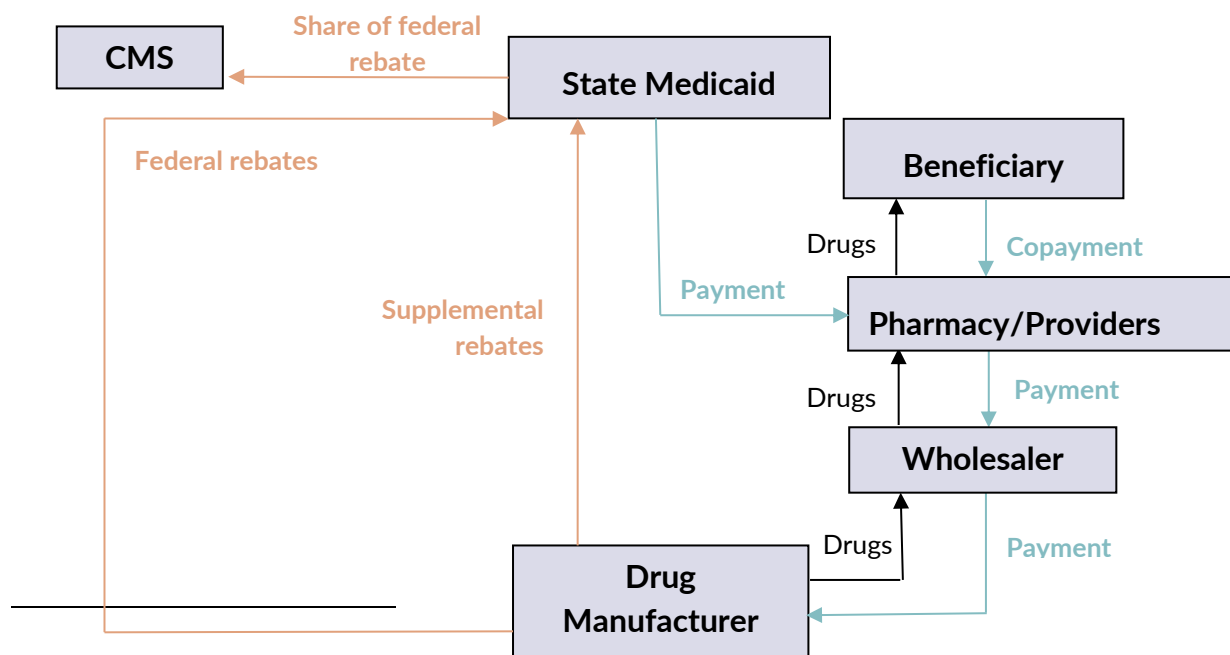 Share of federal
rebate
CMS
State Medicaid
Federal rebates
Beneficiary
Drugs
Copayment
Payment
Supplemental
rebates
Pharmacy/Providers
Drugs
Payment
Wholesaler
Drugs
Payment
Drug
Manufacturer